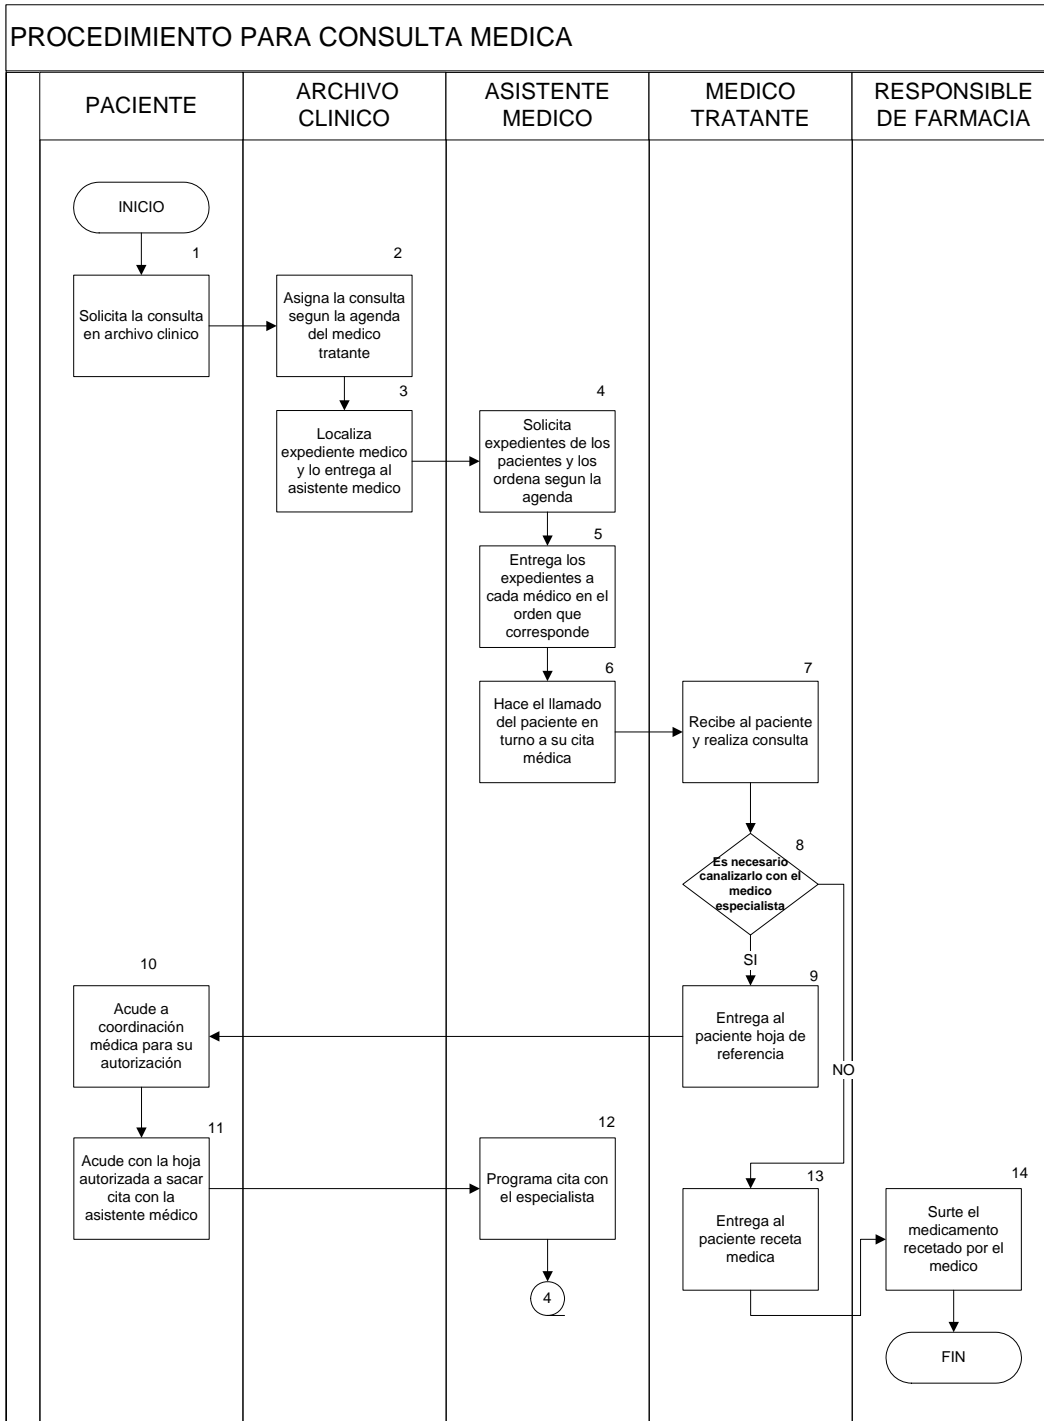 PROCEDIMIENTO PARA CONSULTA MEDICA
PACIENTE
ARCHIVO
CLINICO
ASISTENTE
MEDICO
MEDICO
TRATANTE
RESPONSIBLE
DE FARMACIA
INICIO
1
Solicita la consulta
en archivo clinico
2
Asigna la consulta
segun la agenda
del medico
tratante
3
Localiza
expediente medico
y lo entrega al
asistente medico
4
Solicita
expedientes de los
pacientes y los
ordena segun la
agenda
5
Entrega los
expedientes a
cada médico en el
orden que
corresponde
6
Hace el llamado
del paciente en
turno a su cita
médica
7
Recibe al paciente
y realiza consulta
8
Es necesario
canalizarlo con el
medico
especialista
SI
NO
9
Entrega al
paciente hoja de
referencia
10
Acude a
coordinación
médica para su
autorización
11
Acude con la hoja
autorizada a sacar
cita con la
asistente médico
12
Programa cita con
el especialista
4
13
Entrega al
paciente receta
medica
14
Surte el
medicamento
recetado por el
medico
FIN